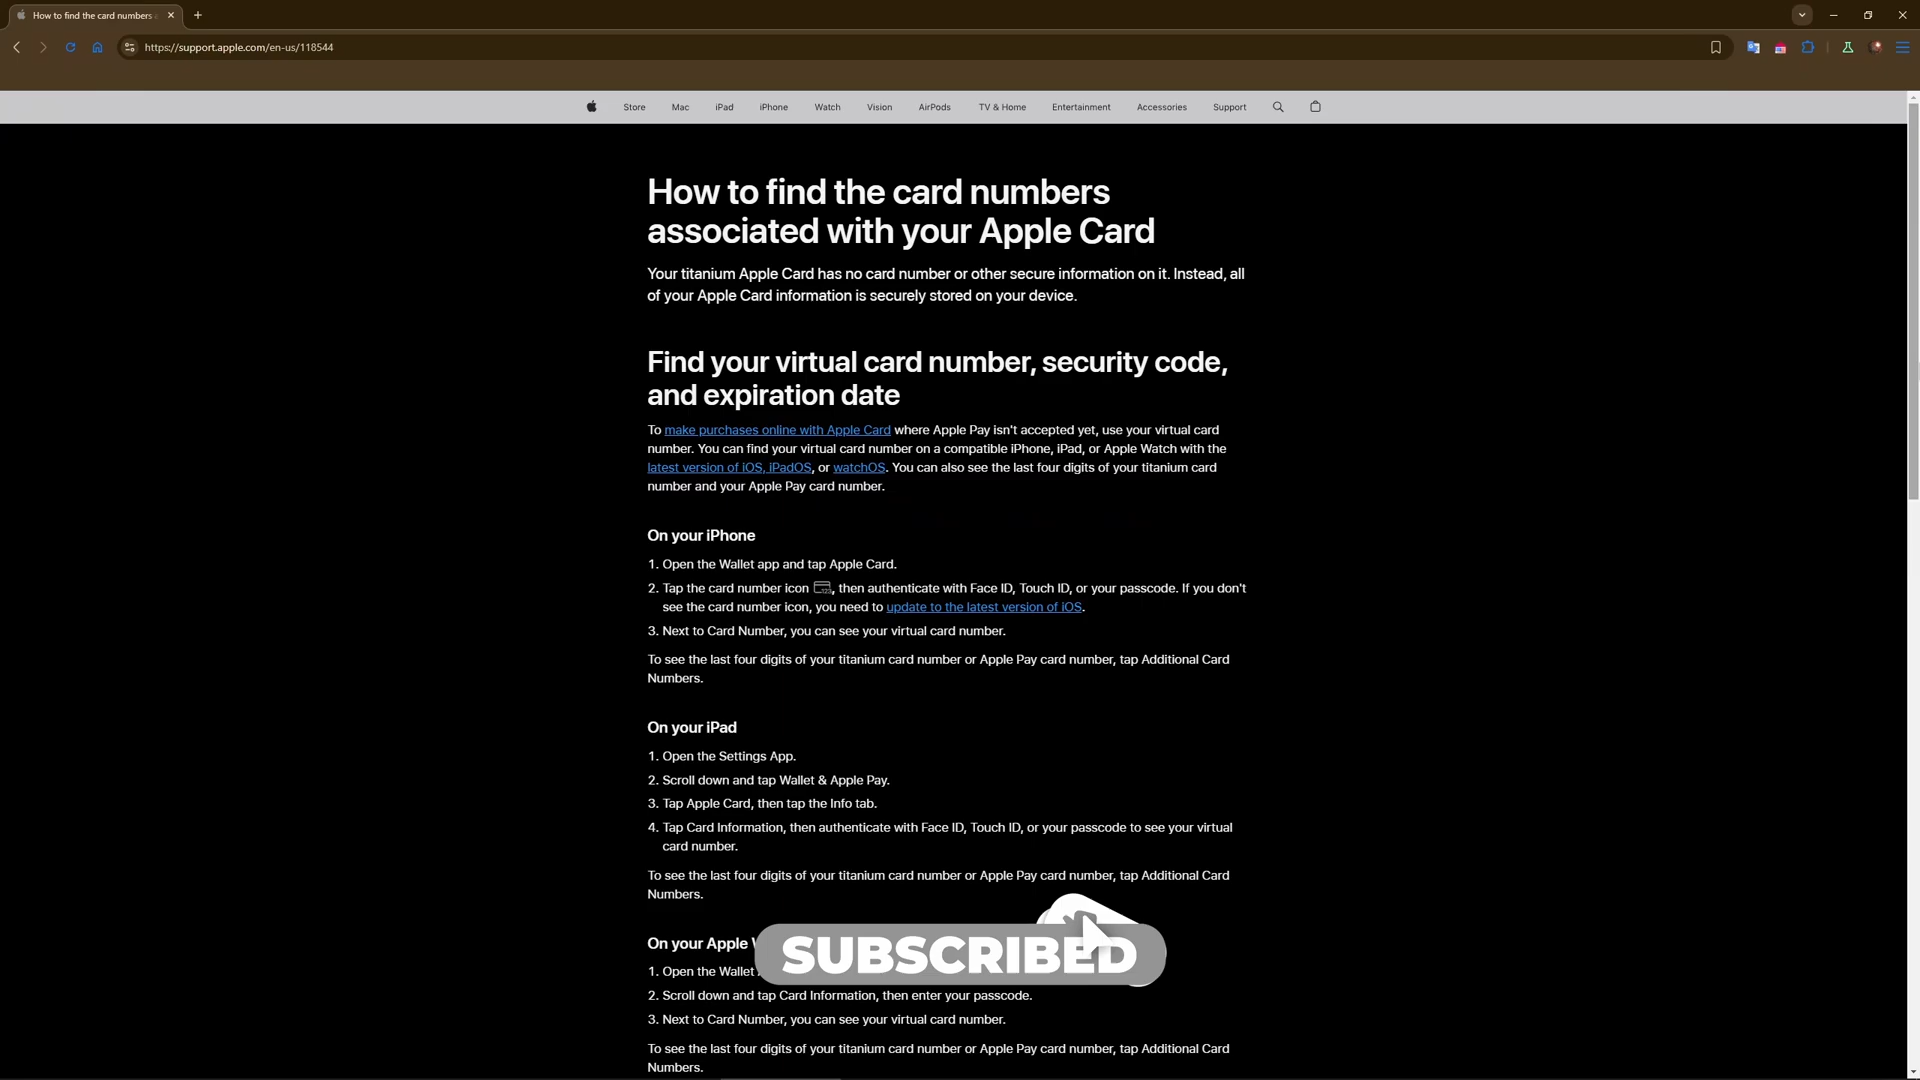 How to find the card numbers
https://support.apple.com/en-us/118544
Store Mac iPad iPhone Watch Vision AirPods TV & Home Entertainment Accessories Support
How to find the card numbers
associated with your Apple Card
Your titanium Apple Card has no card number or other secure information on it. Instead, all
of your Apple Card information is securely stored on your device.
Find your virtual card number, security code,
and expiration date
To make purchases online with Apple Card where Apple Pay isn't accepted yet, use your virtual card
number. You can find your virtual card number on a compatible iPhone, iPad, or Apple Watch with the
latest version of iOS, iPadOS, or watchOS. You can also see the last four digits of your titanium card
number and your Apple Pay card number.
On your iPhone
1. Open the Wallet app and tap Apple Card.
2. Tap the card number icon , then authenticate with Face ID, Touch ID, or your passcode. If you don't
see the card number icon, you need to update to the latest version of iOS.
3. Next to Card Number, you can see your virtual card number.
To see the last four digits of your titanium card number or Apple Pay card number, tap Additional Card
Numbers.
On your iPad
1. Open the Settings App.
2. Scroll down and tap Wallet & Apple Pay.
3. Tap Apple Card, then tap the Info tab.
4. Tap Card Information, then authenticate with Face ID, Touch ID, or your passcode to see your virtual
card number.
To see the last four digits of your titanium card number or Apple Pay card number, tap Additional Card
Numbers.
On your Apple
SUBSCRIBED
1. Open the Wallet
2. Scroll down and tap Card Information, then enter your passcode.
3. Next to Card Number, you can see your virtual card number.
To see the last four digits of your titanium card number or Apple Pay card number, tap Additional Card
Numbers.